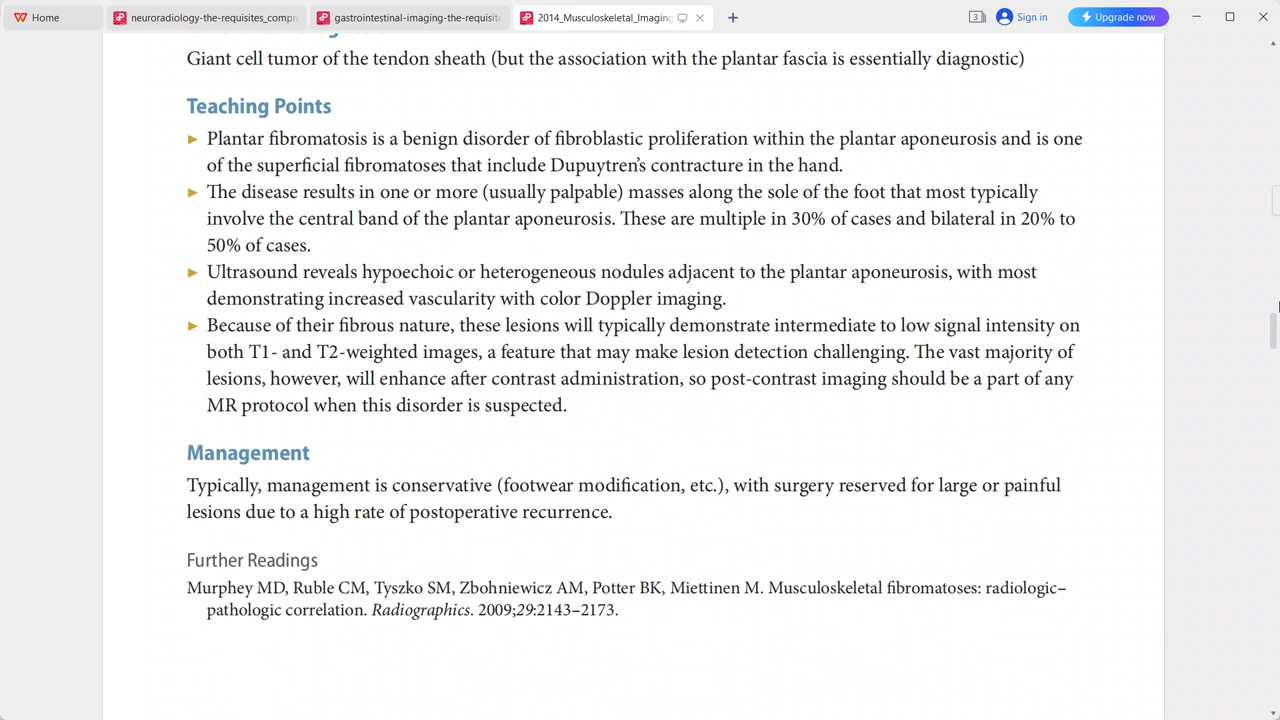 Home
neuroradiology-the-requisites_compr
gastrointestinal-imaging-the-requisite
2014_Musculoskeletal_Imaging
3
Sign in
Upgrade now
Giant cell tumor of the tendon sheath (but the association with the plantar fascia is essentially diagnostic)
Teaching Points
► Plantar fibromatosis is a benign disorder of fibroblastic proliferation within the plantar aponeurosis and is one
of the superficial fibromatoses that include Dupuytren's contracture in the hand.
► The disease results in one or more (usually palpable) masses along the sole of the foot that most typically
involve the central band of the plantar aponeurosis. These are multiple in 30% of cases and bilateral in 20% to
50% of cases.
► Ultrasound reveals hypoechoic or heterogeneous nodules adjacent to the plantar aponeurosis, with most
demonstrating increased vascularity with color Doppler imaging.
► Because of their fibrous nature, these lesions will typically demonstrate intermediate to low signal intensity on
both T1- and T2-weighted images, a feature that may make lesion detection challenging. The vast majority of
lesions, however, will enhance after contrast administration, so post-contrast imaging should be a part of any
MR protocol when this disorder is suspected.
Management
Typically, management is conservative (footwear modification, etc.), with surgery reserved for large or painful
lesions due to a high rate of postoperative recurrence.
Further Readings
Murphey MD, Ruble CM, Tyszko SM, Zbohniewicz AM, Potter BK, Miettinen M. Musculoskeletal fibromatoses: radiologic–
pathologic correlation. Radiographics. 2009;29:2143–2173.